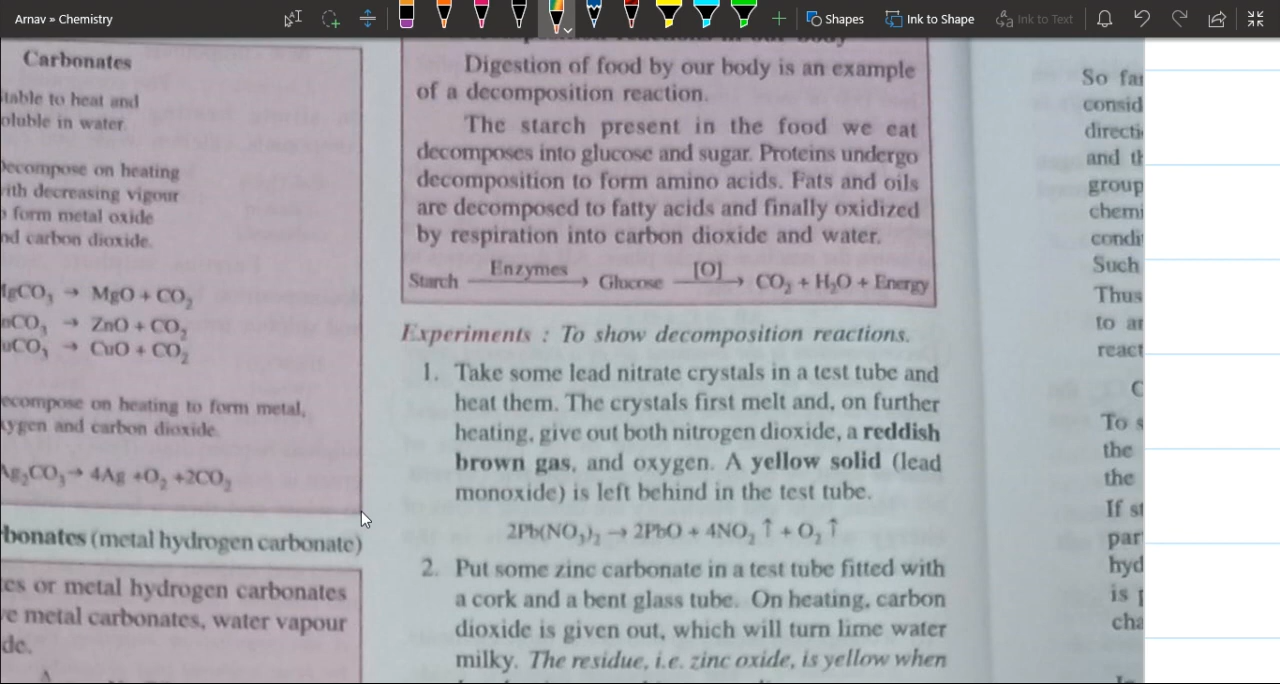 Arnav » Chemistry
Shapes
Ink to Shape
Ink to Text
Carbonates
table to heat and
oluble in water.
Decompose on heating
with decreasing vigour
o form metal oxide
nd carbon dioxide.
MgCO₃ → MgO + CO₂
nCO₃ → ZnO + CO₂
uCO₃ → CuO + CO₂
ecompose on heating to form metal,
xygen and carbon dioxide.
Ag₂CO₃→ 4Ag +O₂ +2CO₂
rbonates (metal hydrogen carbonate)
tes or metal hydrogen carbonates
ve metal carbonates, water vapour
de.
Digestion of food by our body is an example
of a decomposition reaction.
The starch present in the food we eat
decomposes into glucose and sugar. Proteins undergo
decomposition to form amino acids. Fats and oils
are decomposed to fatty acids and finally oxidized
by respiration into carbon dioxide and water.
Starch Enzymes → Glucose [O] → CO₂ + H₂O + Energy
Experiments : To show decomposition reactions.
1. Take some lead nitrate crystals in a test tube and
heat them. The crystals first melt and, on further
heating, give out both nitrogen dioxide, a reddish
brown gas, and oxygen. A yellow solid (lead
monoxide) is left behind in the test tube.
2Pb(NO₃)₂ → 2PbO + 4NO₂ ↑ + O₂ ↑
2. Put some zinc carbonate in a test tube fitted with
a cork and a bent glass tube. On heating, carbon
dioxide is given out, which will turn lime water
milky. The residue, i.e. zinc oxide, is yellow when
So far
consid
directi
and th
group
chemi
condi
Such
Thus
to ar
react
C
To s
the
the
If st
par
hyd
is
cha